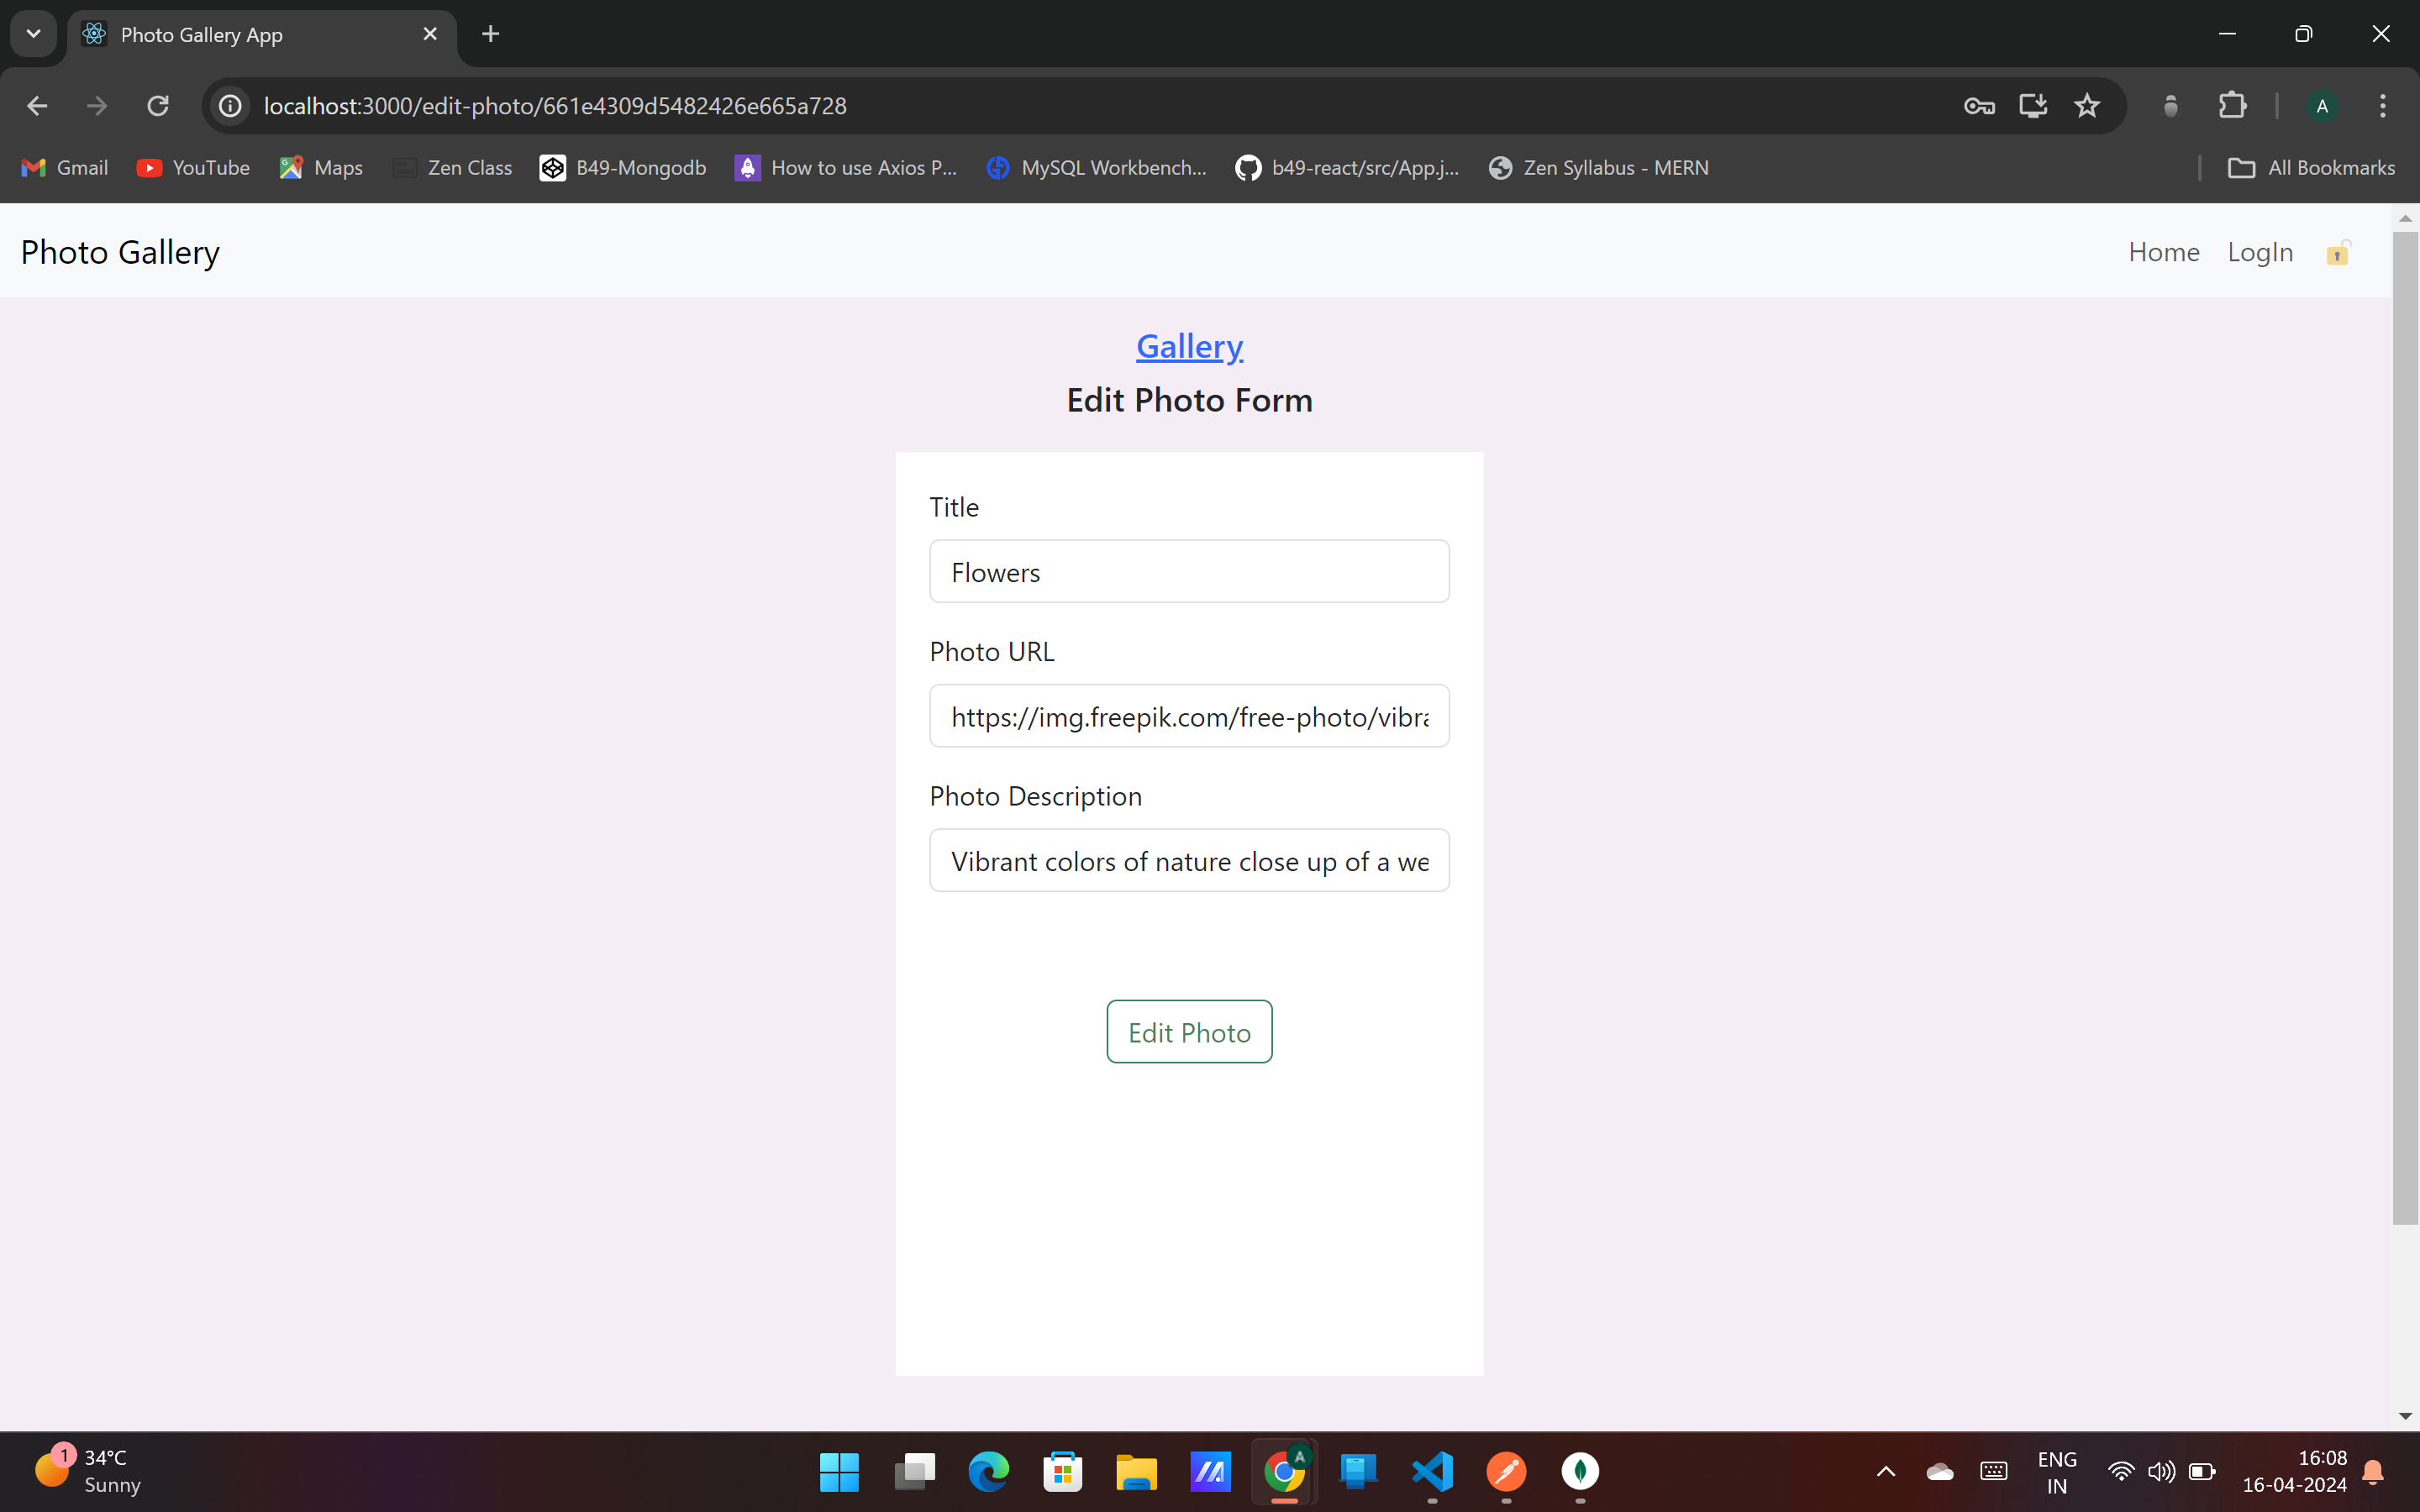 Photo Gallery App
localhost:3000/edit-photo/661e4309d5482426e665a728
A
Gmail YouTube Maps Zen Class B49-Mongodb How to use Axios P... MySQL Workbench... b49-react/src/App.j... Zen Syllabus - MERN All Bookmarks
Photo Gallery Home LogIn
Gallery
Edit Photo Form
Title
Flowers
Photo URL
https://img.freepik.com/free-photo/vibra
Photo Description
Vibrant colors of nature close up of a we
Edit Photo
1 34°C
Sunny
A
ENG
IN
16:08
16-04-2024